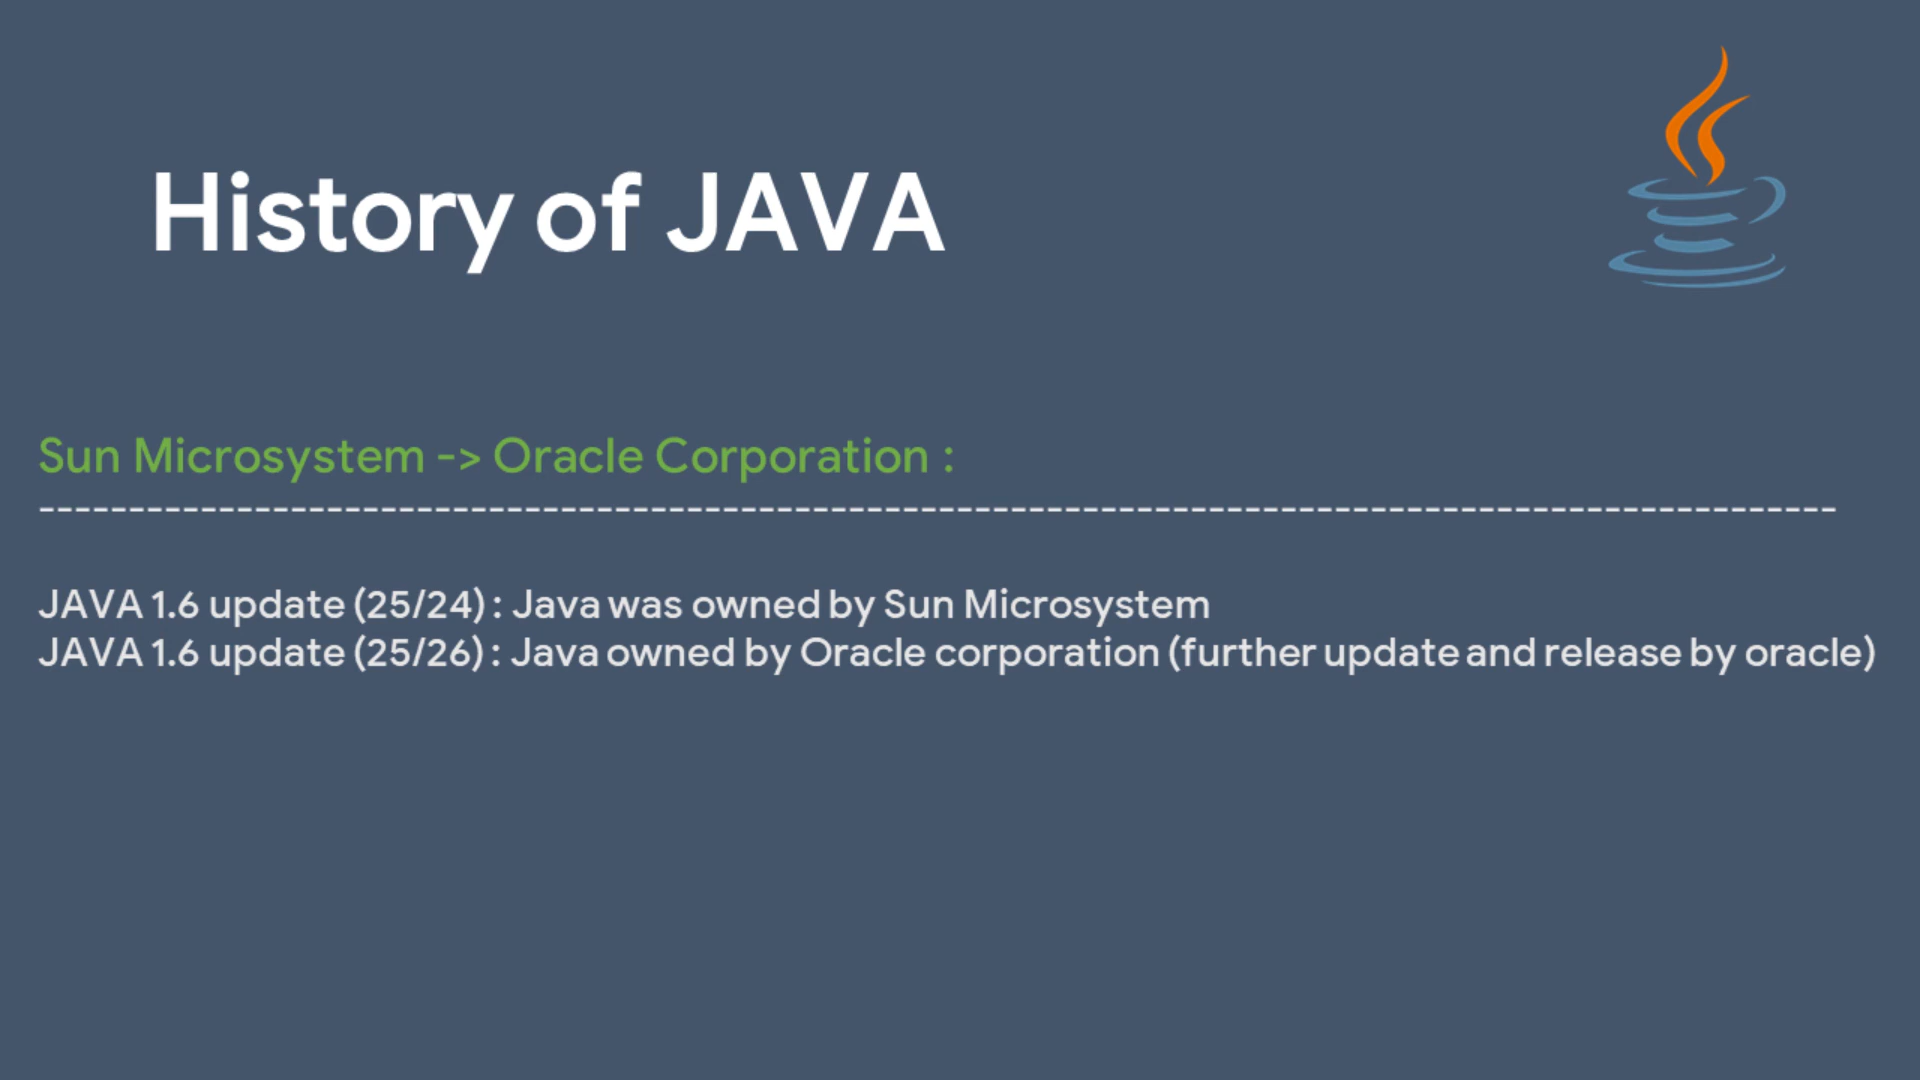 History of JAVA
Sun Microsystem -> Oracle Corporation :
----------------------------------------------------------------------------------------------------
JAVA 1.6 update (25/24) : Java was owned by Sun Microsystem
JAVA 1.6 update (25/26) : Java owned by Oracle corporation (further update and release by oracle)